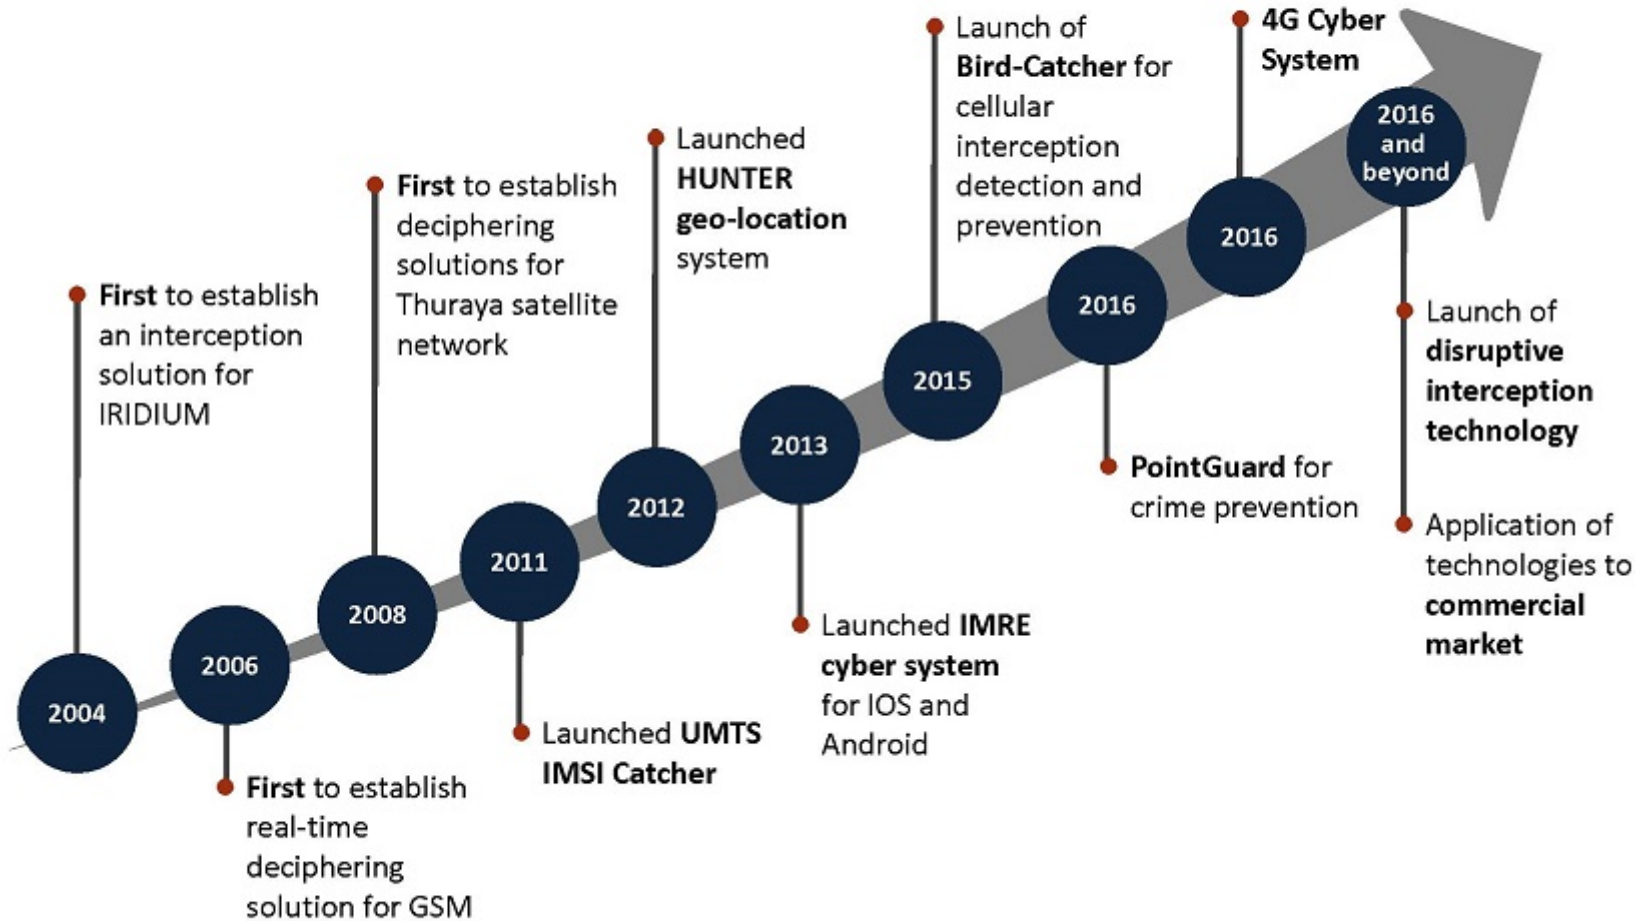 2004
First to establish
an interception
solution for
IRIDIUM
2006
First to establish
real-time
deciphering
solution for GSM
2008
First to establish
deciphering
solutions for
Thuraya satellite
network
2011
Launched UMTS
IMSI Catcher
2012
Launched
HUNTER
geo-location
system
2013
Launched IMRE
cyber system
for IOS and
Android
2015
Launch of
Bird-Catcher for
cellular
interception
detection and
prevention
2016
PointGuard for
crime prevention
2016
4G Cyber
System
2016
and
beyond
Launch of
disruptive
interception
technology
Application of
technologies to
commercial
market